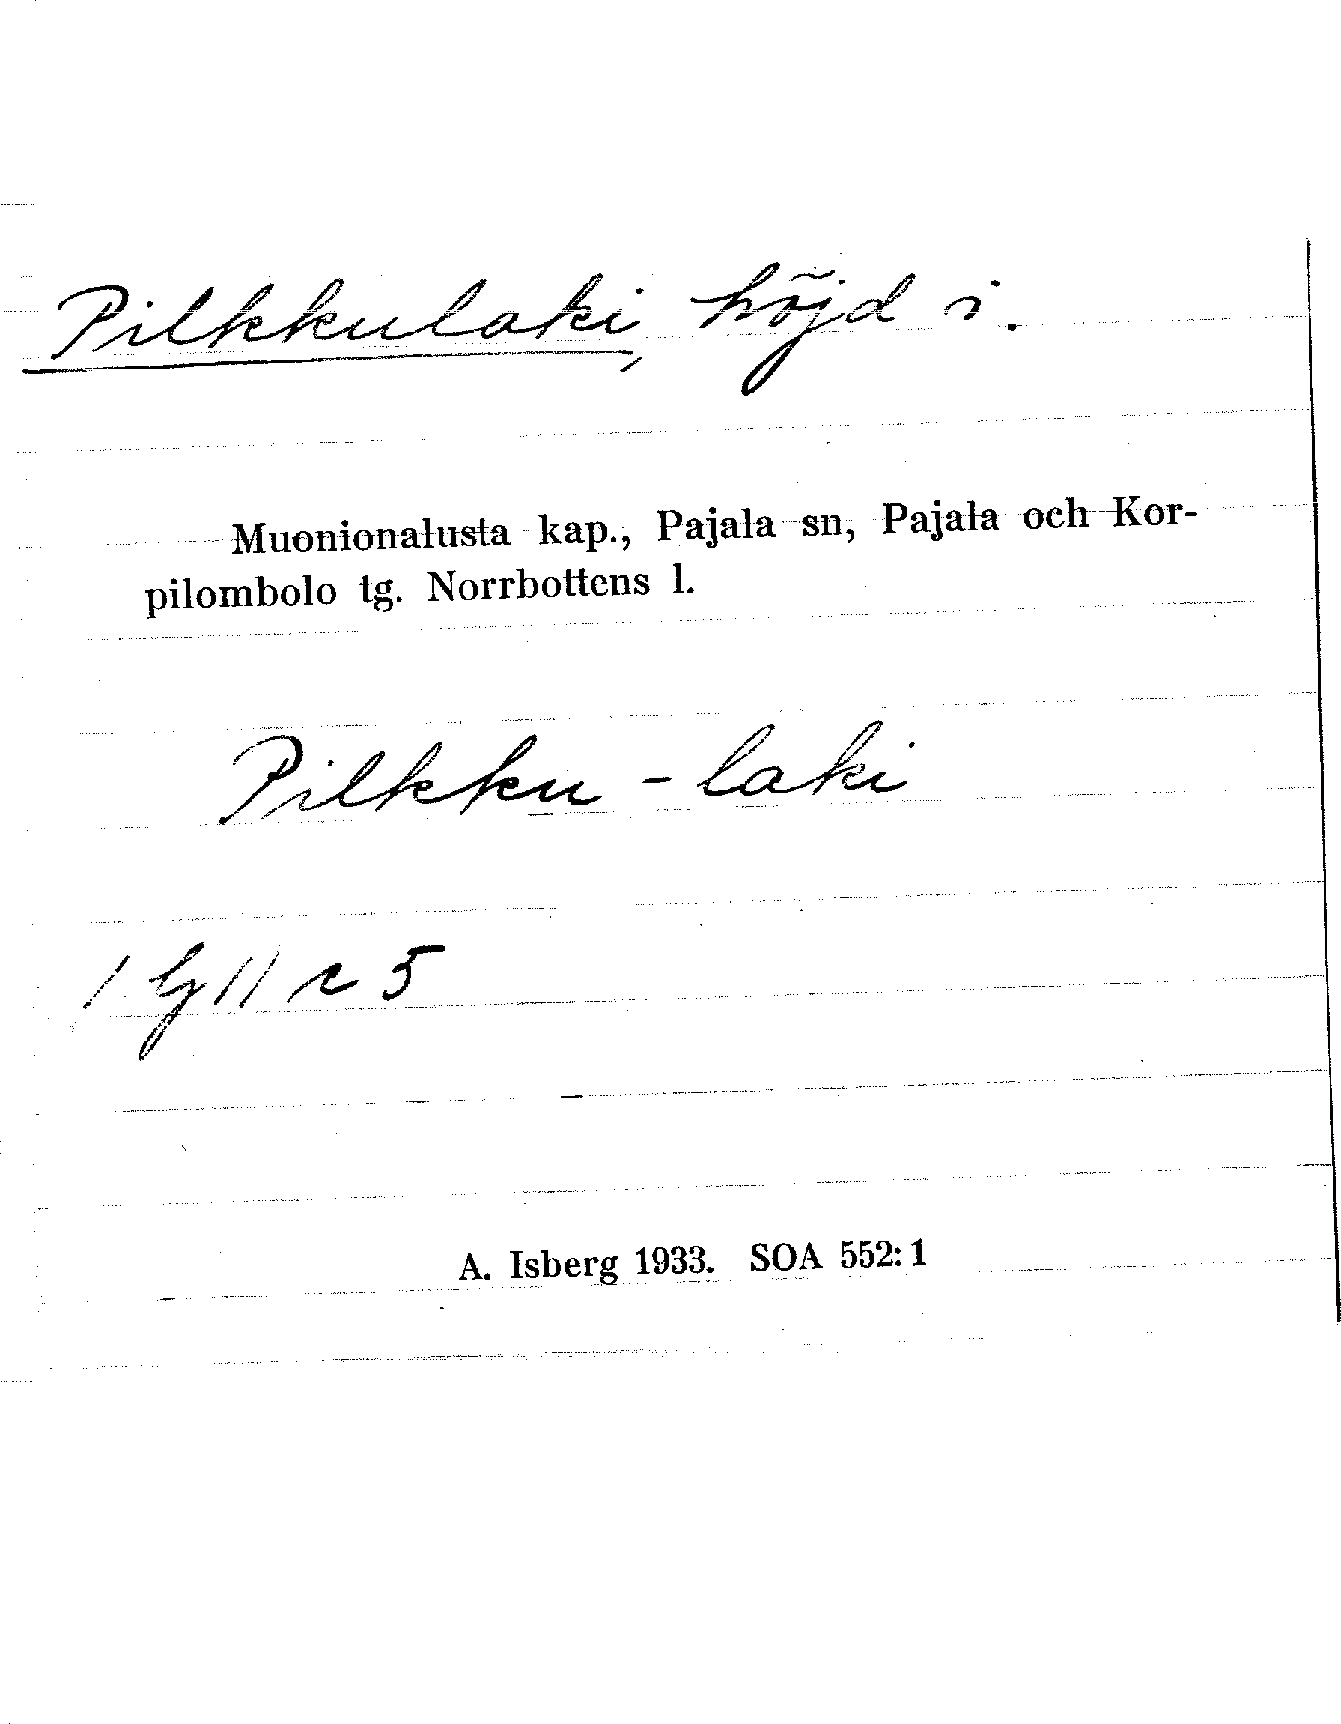 Pilkkulaki, höjd i.
Muonionalusta kap., Pajala sn, Pajala och Kor-
pilombolo tg. Norrbottens l.
Pilkku - laki
A. Isberg 1933. SOA 552:1